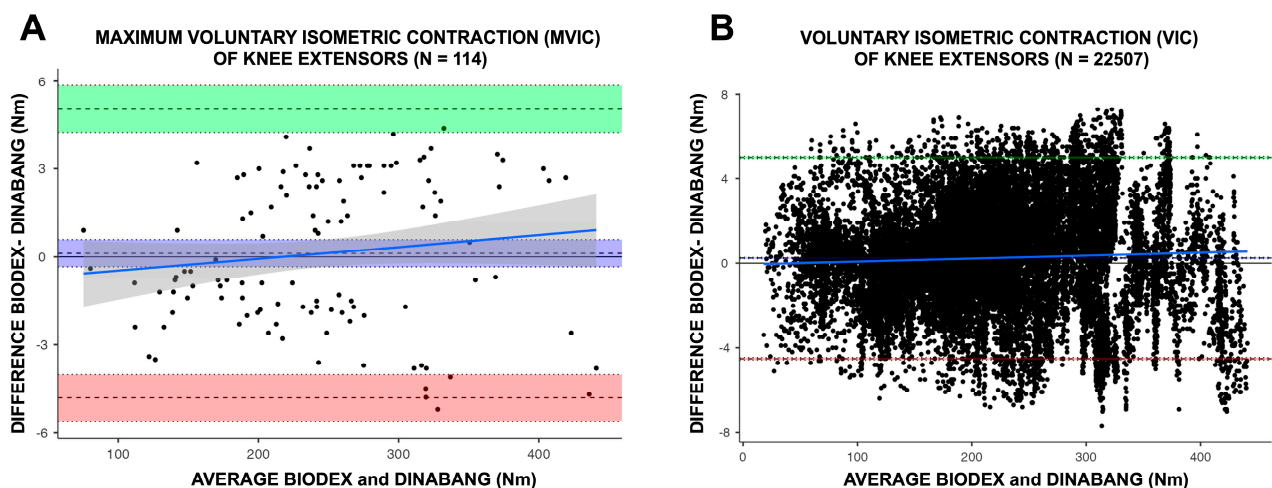 A
MAXIMUM VOLUNTARY ISOMETRIC CONTRACTION (MVIC)
OF KNEE EXTENSORS (N = 114)
DIFFERENCE BIODEX- DINABANG (Nm)
6
3
0
-3
-6
100
200
300
400
AVERAGE BIODEX and DINABANG (Nm)
B
VOLUNTARY ISOMETRIC CONTRACTION (VIC)
OF KNEE EXTENSORS (N = 22507)
DIFFERENCE BIODEX- DINABANG (Nm)
8
4
0
-4
-8
0
100
200
300
400
AVERAGE BIODEX and DINABANG (Nm)